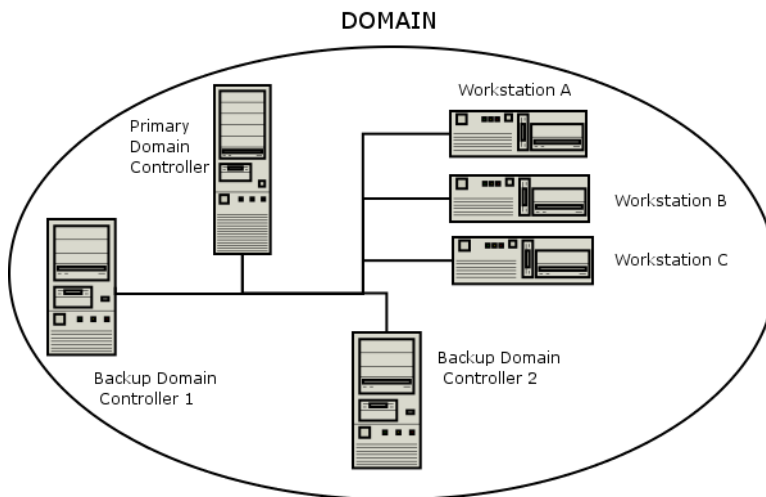 DOMAIN
Workstation A
Primary
Domain
Controller
Workstation B
Workstation C
Backup Domain
Controller 2
Backup Domain
Controller 1